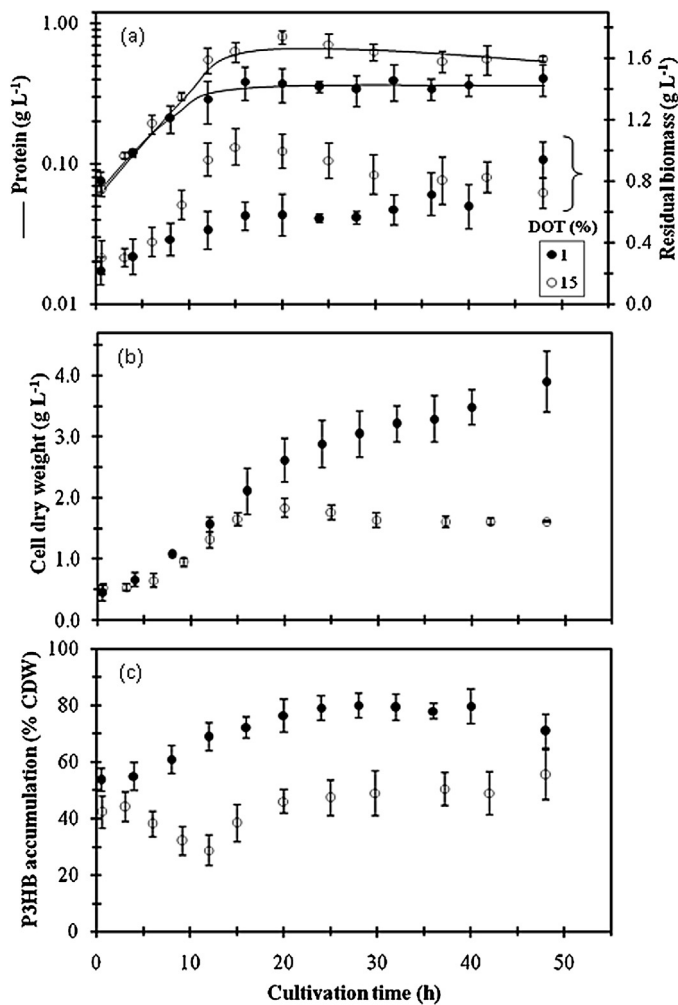 (a)
1.00
0.10
0.01
Protein (g L-1)
1.6
1.2
0.8
0.4
0.0
Residual biomass (g L-1)
DOT (%)
1
15
(b)
4.0
3.0
2.0
1.0
0.0
Cell dry weight (g L-1)
(c)
100
80
60
40
20
0
P3HB accumulation (% CDW)
0 10 20 30 40 50
Cultivation time (h)